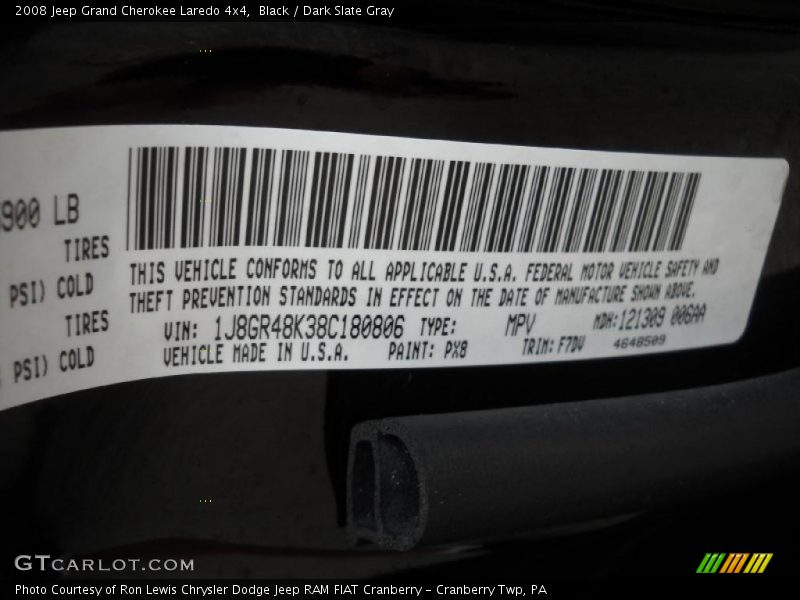 2008 Jeep Grand Cherokee Laredo 4x4, Black / Dark Slate Gray
900 LB
TIRES
PSI) COLD
TIRES
PSI) COLD
THIS VEHICLE CONFORMS TO ALL APPLICABLE U.S.A. FEDERAL MOTOR VEHICLE SAFETY AND
THEFT PREVENTION STANDARDS IN EFFECT ON THE DATE OF MANUFACTURE SHOWN ABOVE.
VIN: 1J8GR48K38C180806 TYPE: MPV MDH:121309 006AA
VEHICLE MADE IN U.S.A. PAINT: PX8 TRIM: F7DV 4648509
GTCARLOT.COM
Photo Courtesy of Ron Lewis Chrysler Dodge Jeep RAM FIAT Cranberry - Cranberry Twp, PA